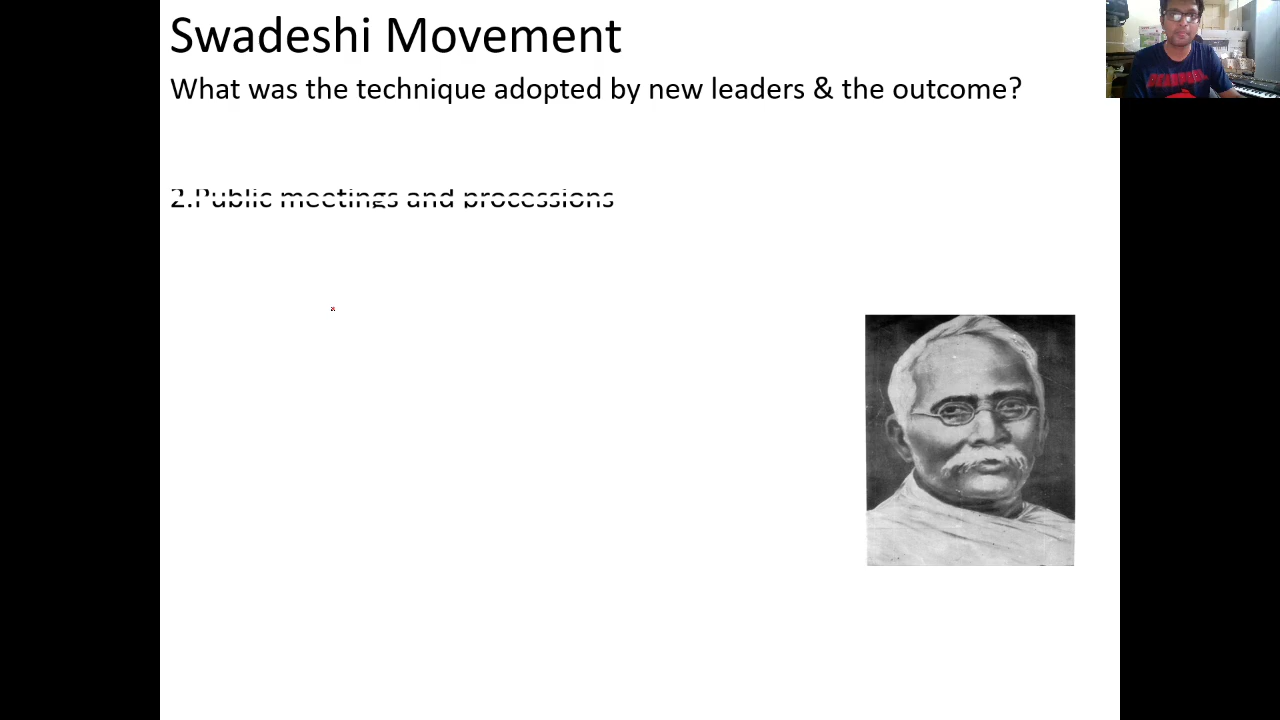 Swadeshi Movement
What was the technique adopted by new leaders & the outcome?
2.Public meetings and processions